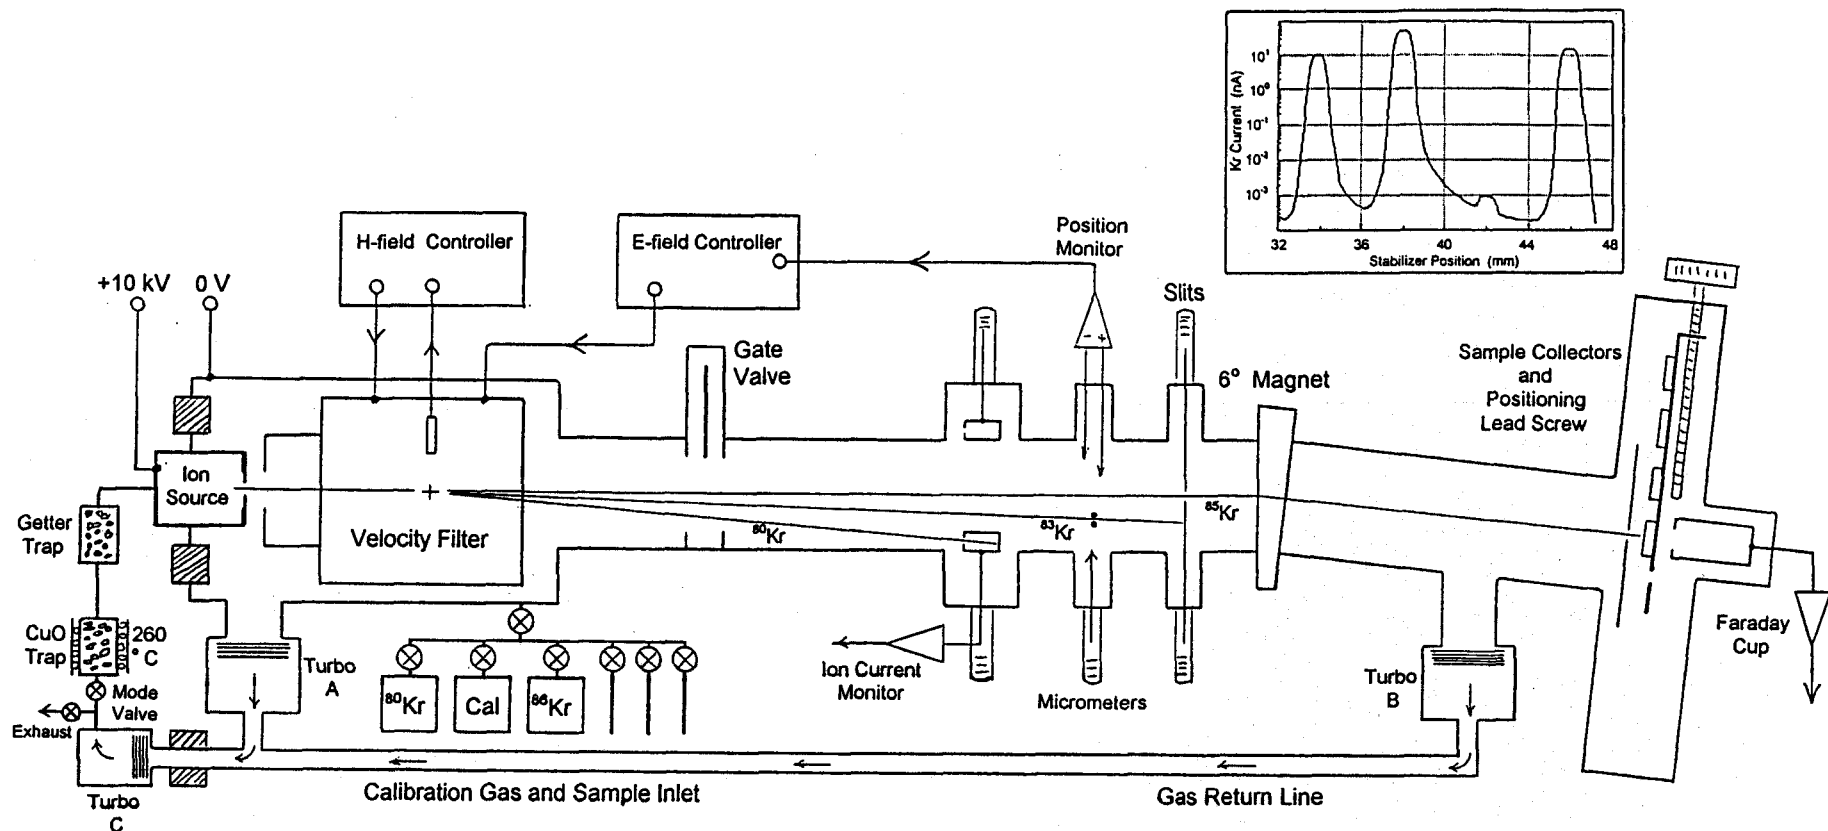 10¹
10⁰
10⁻¹
10⁻²
10⁻³
Kr Current (nA)
32
36
40
44
48
Stabilizer Position (mm)
H-field Controller
E-field Controller
Position
Monitor
+10 kV
0 V
Slits
Gate
Valve
6° Magnet
Sample Collectors
and
Positioning
Lead Screw
- +
Ion
Source
Getter
Trap
Velocity Filter
⁸⁰Kr
⁸³Kr
⁸⁵Kr
CuO
Trap
260
° C
Mode
Valve
Exhaust
Turbo
A
⁸⁰Kr
Cal
⁸⁶Kr
Ion Current
Monitor
Micrometers
Turbo
B
Faraday
Cup
Turbo
C
Calibration Gas and Sample Inlet
Gas Return Line